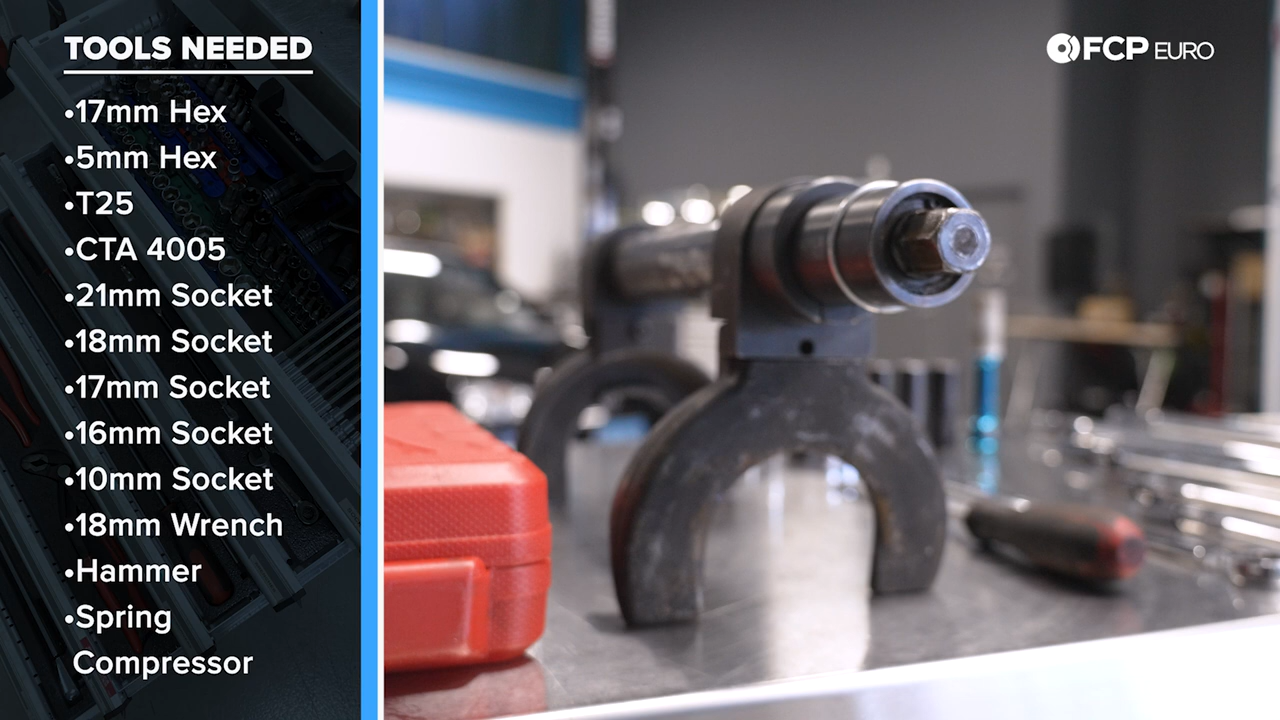 TOOLS NEEDED
•17mm Hex
•5mm Hex
•T25
•CTA 4005
•21mm Socket
•18mm Socket
•17mm Socket
•16mm Socket
•10mm Socket
•18mm Wrench
•Hammer
•Spring
Compressor
FCP EURO